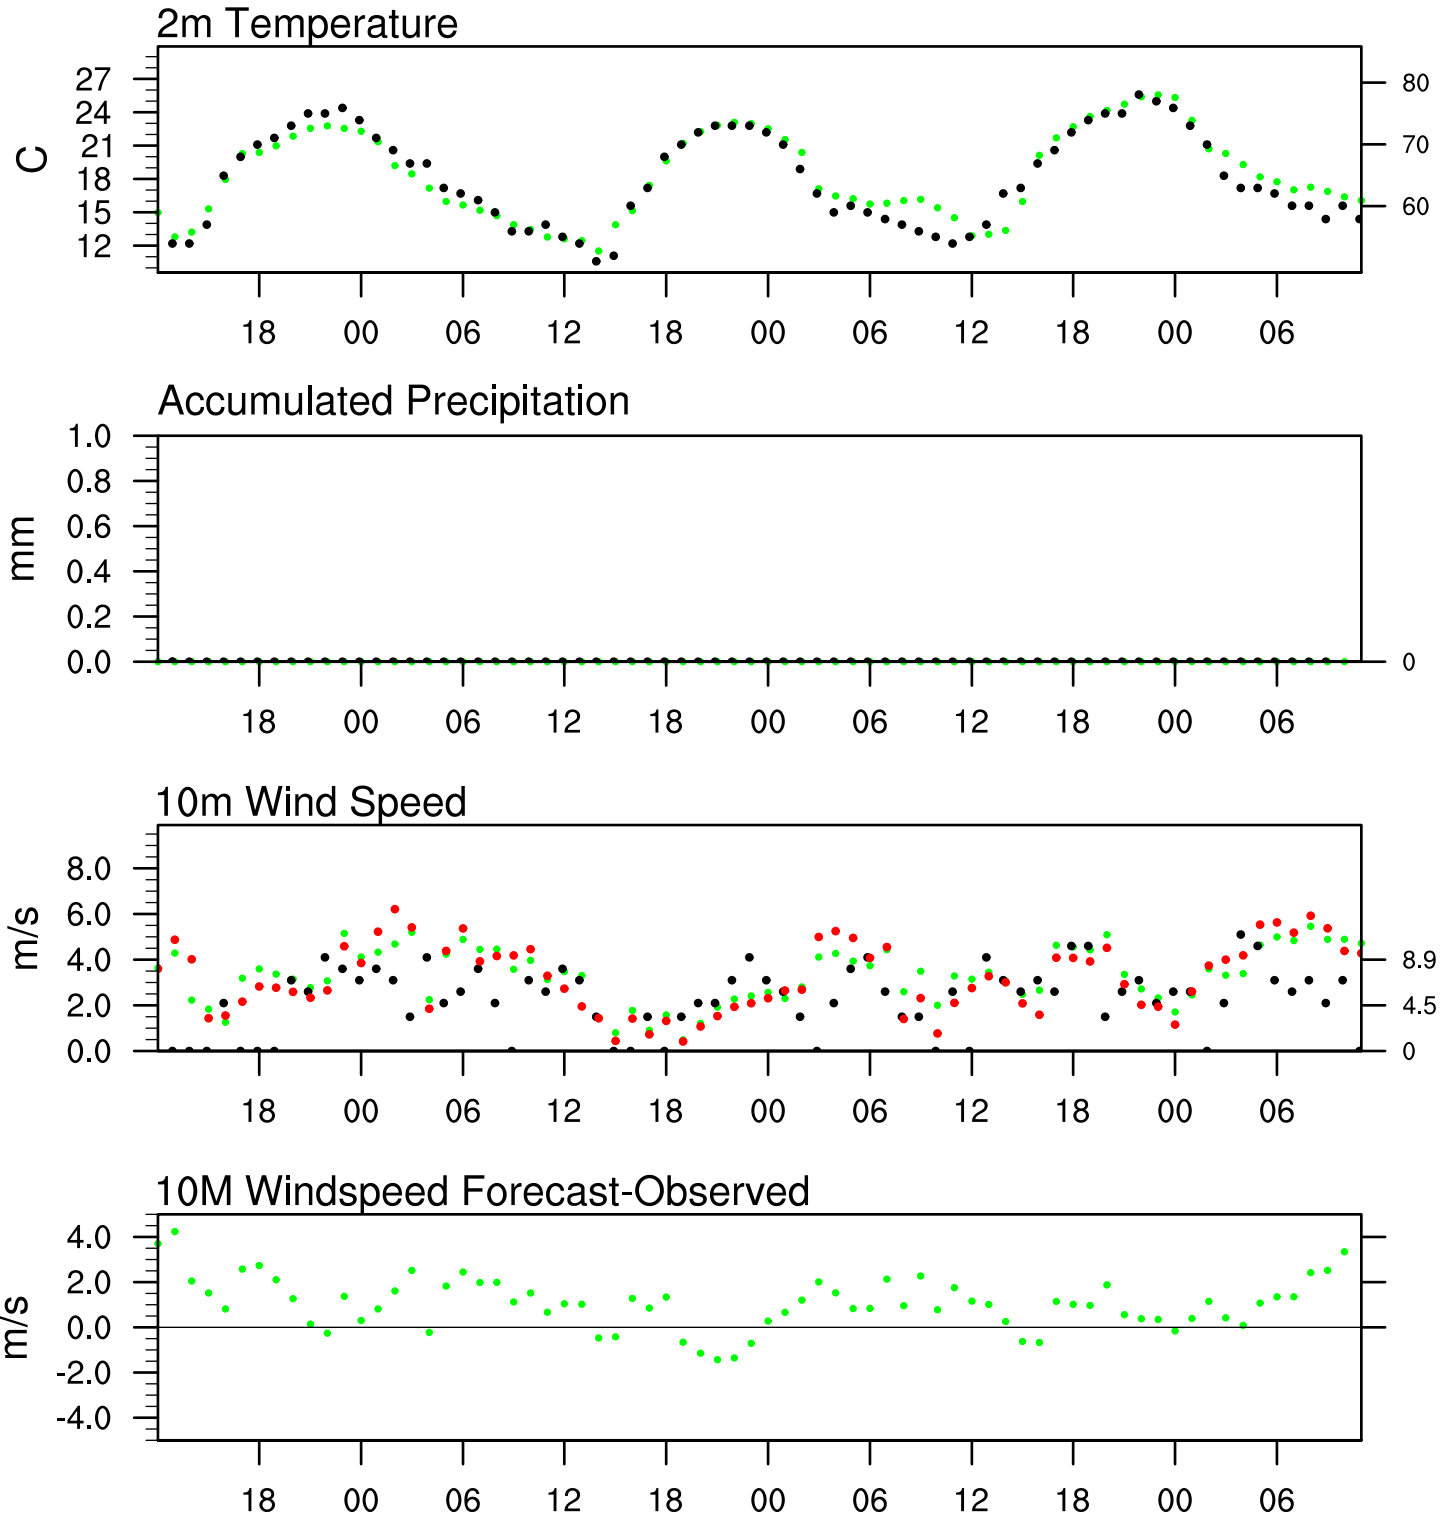 2m Temperature
27
24
21
18
15
12
C
80
70
60
18 00 06 12 18 00 06 12 18 00 06
Accumulated Precipitation
1.0
0.8
0.6
0.4
0.2
0.0
mm
0
18 00 06 12 18 00 06 12 18 00 06
10m Wind Speed
8.0
6.0
4.0
2.0
0.0
m/s
8.9
4.5
0
18 00 06 12 18 00 06 12 18 00 06
10M Windspeed Forecast-Observed
4.0
2.0
0.0
-2.0
-4.0
m/s
18 00 06 12 18 00 06 12 18 00 06